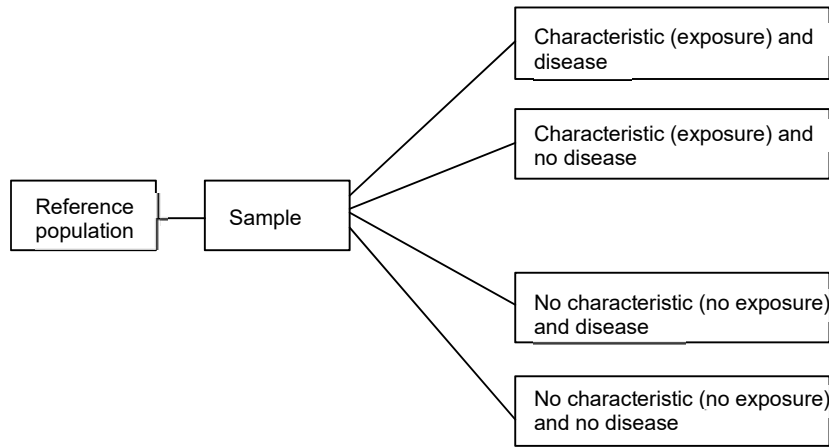 Characteristic (exposure) and
disease
Characteristic (exposure) and
no disease
Reference
population
Sample
No characteristic (no exposure)
and disease
No characteristic (no exposure)
and no disease